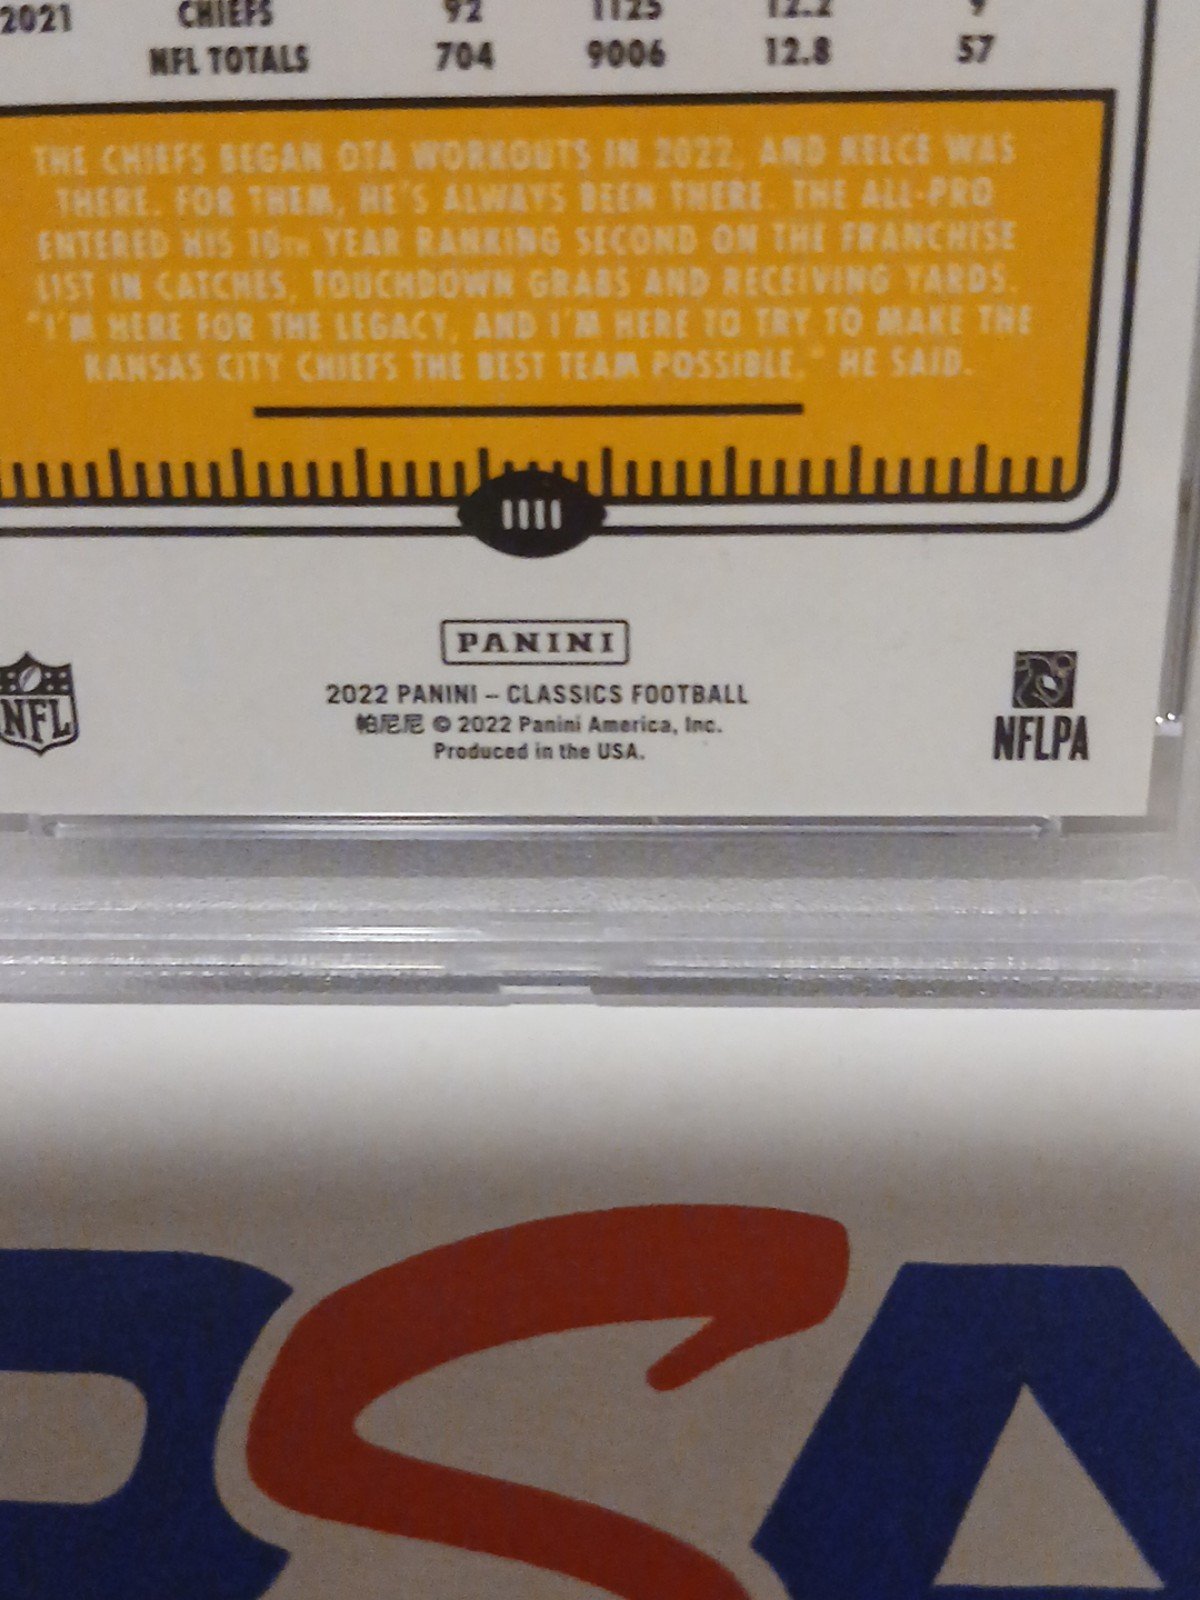 2021 CHIEFS 92 1125 12.2 9
NFL TOTALS 704 9006 12.8 57
THE CHIEFS BEGAN OTA WORKOUTS IN 2022, AND KELCE WAS
THERE. FOR THEM, HE'S ALWAYS BEEN THERE. THE ALL-PRO
ENTERED HIS 10TH YEAR RANKING SECOND ON THE FRANCHISE
LIST IN CATCHES, TOUCHDOWN GRABS AND RECEIVING YARDS.
"I'M HERE FOR THE LEGACY, AND I'M HERE TO TRY TO MAKE THE
KANSAS CITY CHIEFS THE BEST TEAM POSSIBLE," HE SAID.
PANINI
2022 PANINI – CLASSICS FOOTBALL
帕尼尼 © 2022 Panini America, Inc.
Produced in the USA.
NFL
NFLPA
PSA